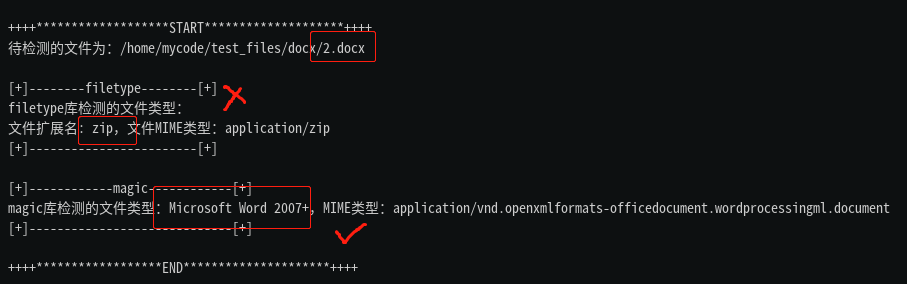 ++++*******************START********************++++
待检测的文件为：/home/mycode/test_files/docx/2.docx
[+]--------filetype--------[+]
filetype库检测的文件类型：
文件扩展名：zip，文件MIME类型：application/zip
[+]------------------------[+]
[+]------------magic------------[+]
magic库检测的文件类型：Microsoft Word 2007+，MIME类型：application/vnd.openxmlformats-officedocument.wordprocessingml.document
[+]-----------------------------[+]
++++******************END*********************++++